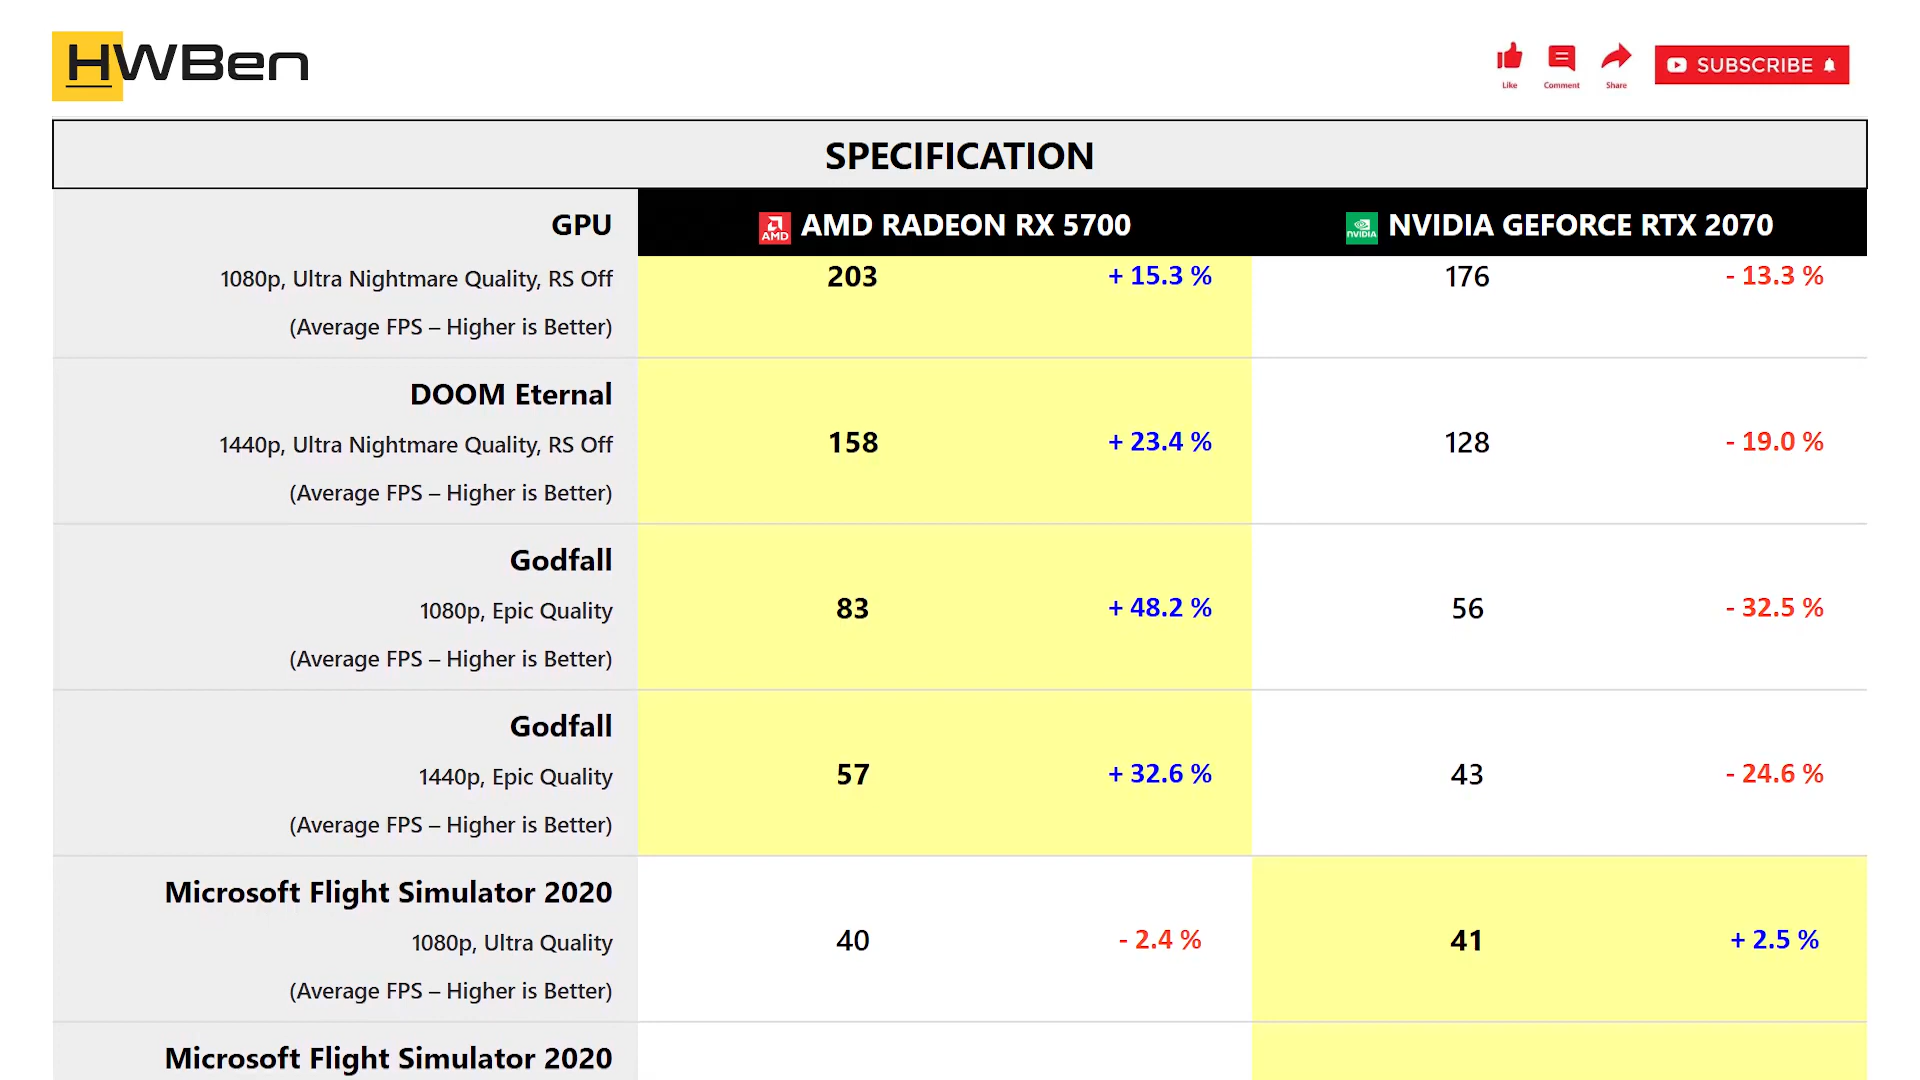 HWBen
Like
Comment
Share
SUBSCRIBE
SPECIFICATION
GPU
AMD
AMD RADEON RX 5700
NVIDIA
NVIDIA GEFORCE RTX 2070
1080p, Ultra Nightmare Quality, RS Off
(Average FPS – Higher is Better)
203 + 15.3 % 176 - 13.3 %
DOOM Eternal
1440p, Ultra Nightmare Quality, RS Off
(Average FPS – Higher is Better)
158 + 23.4 % 128 - 19.0 %
Godfall
1080p, Epic Quality
(Average FPS – Higher is Better)
83 + 48.2 % 56 - 32.5 %
Godfall
1440p, Epic Quality
(Average FPS – Higher is Better)
57 + 32.6 % 43 - 24.6 %
Microsoft Flight Simulator 2020
1080p, Ultra Quality
(Average FPS – Higher is Better)
40 - 2.4 % 41 + 2.5 %
Microsoft Flight Simulator 2020